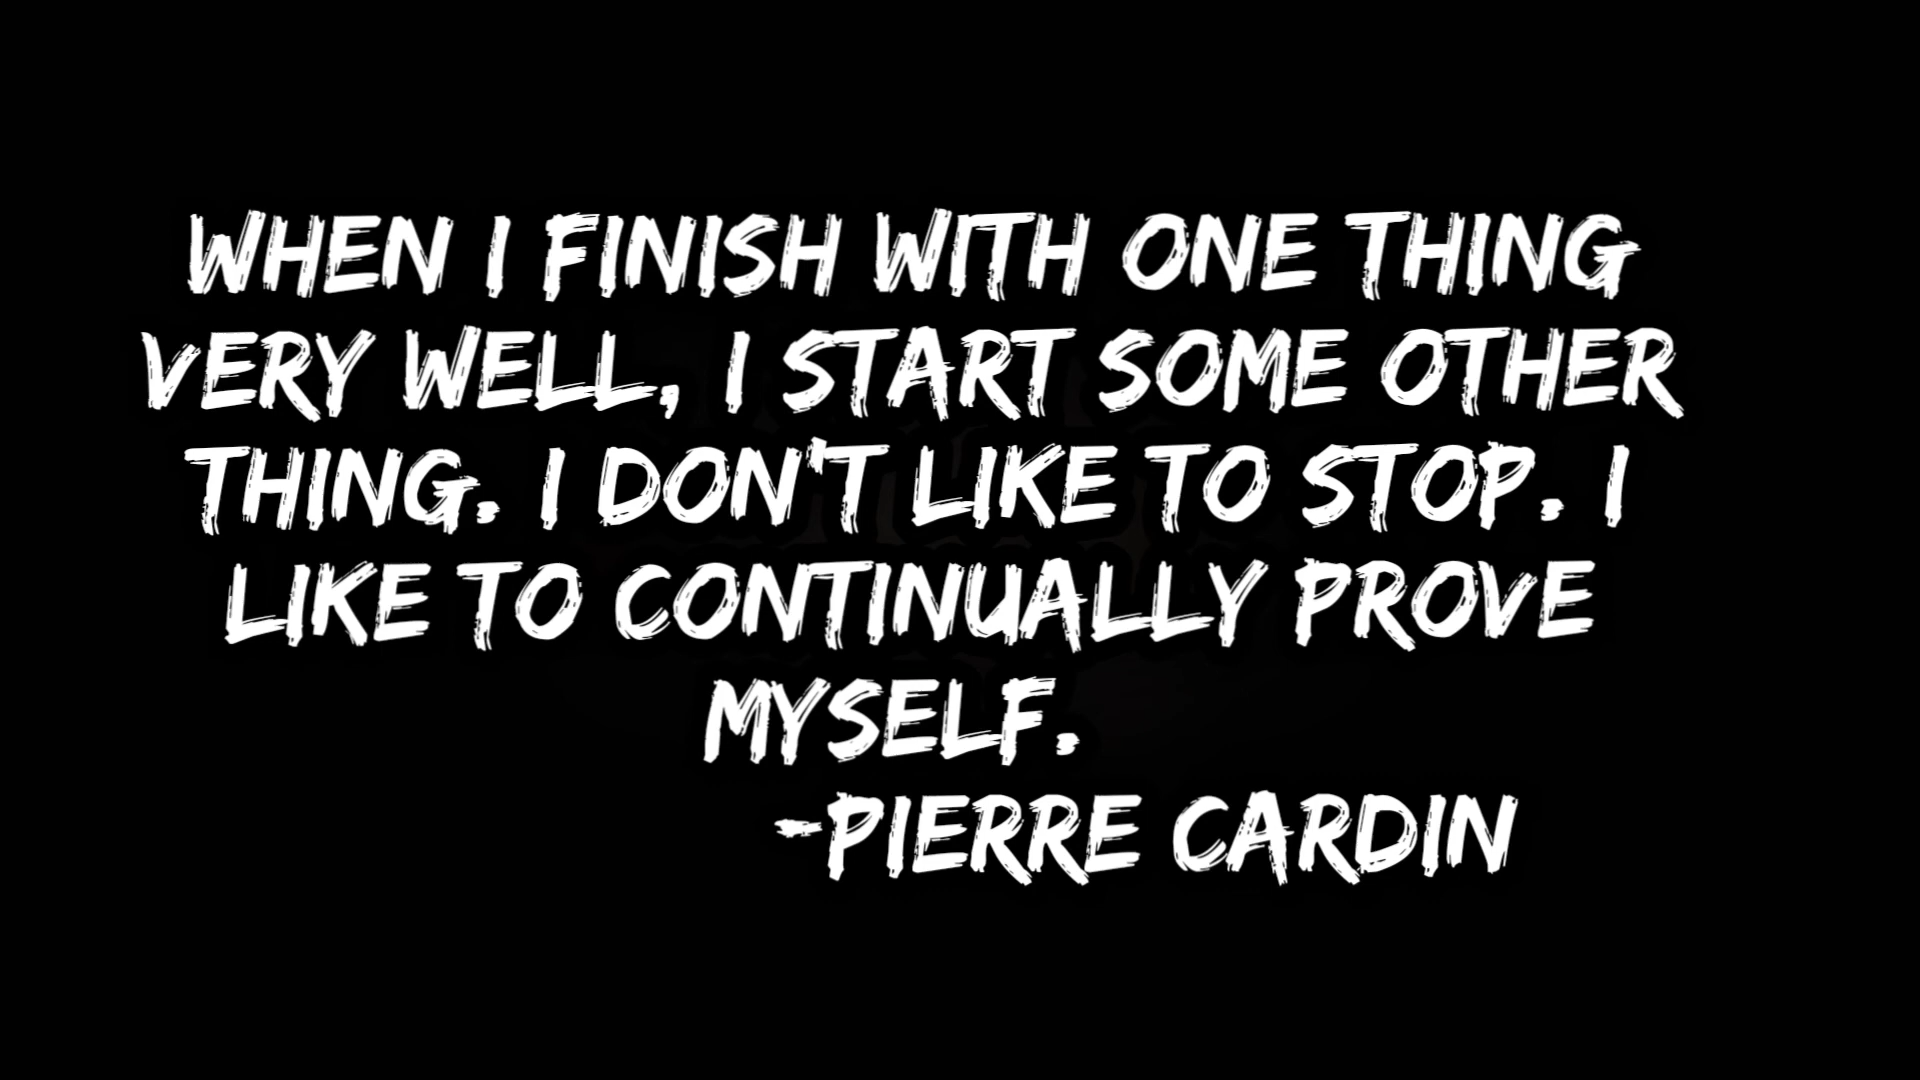 WHEN I FINISH WITH ONE THING
VERY WELL, I START SOME OTHER
THING. I DON'T LIKE TO STOP. I
LIKE TO CONTINUALLY PROVE
MYSELF.
-PIERRE CARDIN